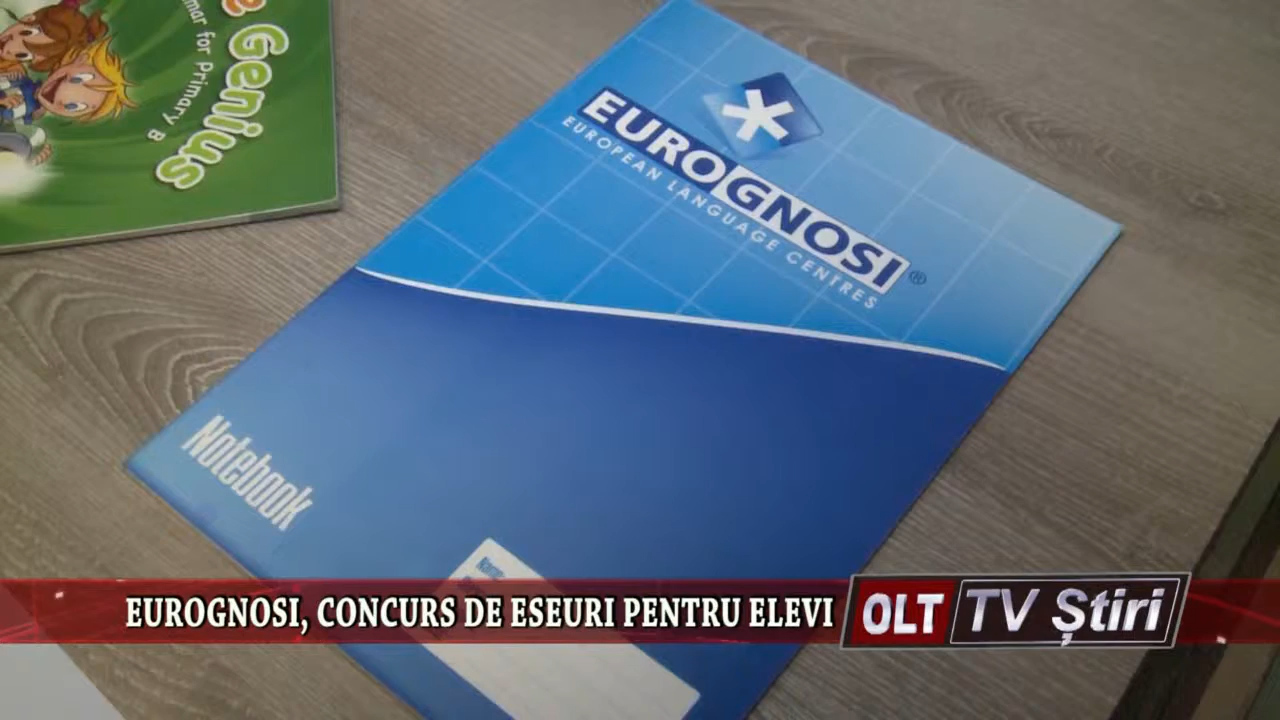 Genius
mar for Primary B
EUROGNOSI®
EUROPEAN LANGUAGE CENTRES
Notebook
EUROGNOSI, CONCURS DE ESEURI PENTRU ELEVI
OLT TV Știri